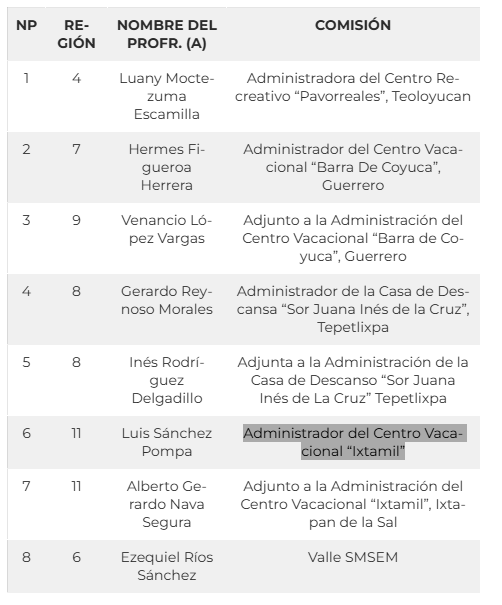 NP RE- NOMBRE DEL COMISIÓN
GIÓN PROFR. (A)
1 4 Luany Mocte- Administradora del Centro Re-
zuma creativo “Pavorreales”, Teoloyucan
Escamilla
2 7 Hermes Fi- Administrador del Centro Vaca-
gueroa cional “Barra De Coyuca”,
Herrera Guerrero
3 9 Venancio Ló- Adjunto a la Administración del
pez Vargas Centro Vacacional “Barra de Co-
yuca”, Guerrero
4 8 Gerardo Rey- Administrador de la Casa de Des-
noso Morales cansa “Sor Juana Inés de la Cruz”,
Tepetlixpa
5 8 Inés Rodrí- Adjunta a la Administración de la
guez Casa de Descanso “Sor Juana
Delgadillo Inés de La Cruz” Tepetlixpa
6 11 Luis Sánchez Administrador del Centro Vaca-
Pompa cional “Ixtamil”
7 11 Alberto Ge- Adjunto a la Administración del
rardo Nava Centro Vacacional “Ixtamil”, Ixta-
Segura pan de la Sal
8 6 Ezequiel Ríos Valle SMSEM
Sánchez